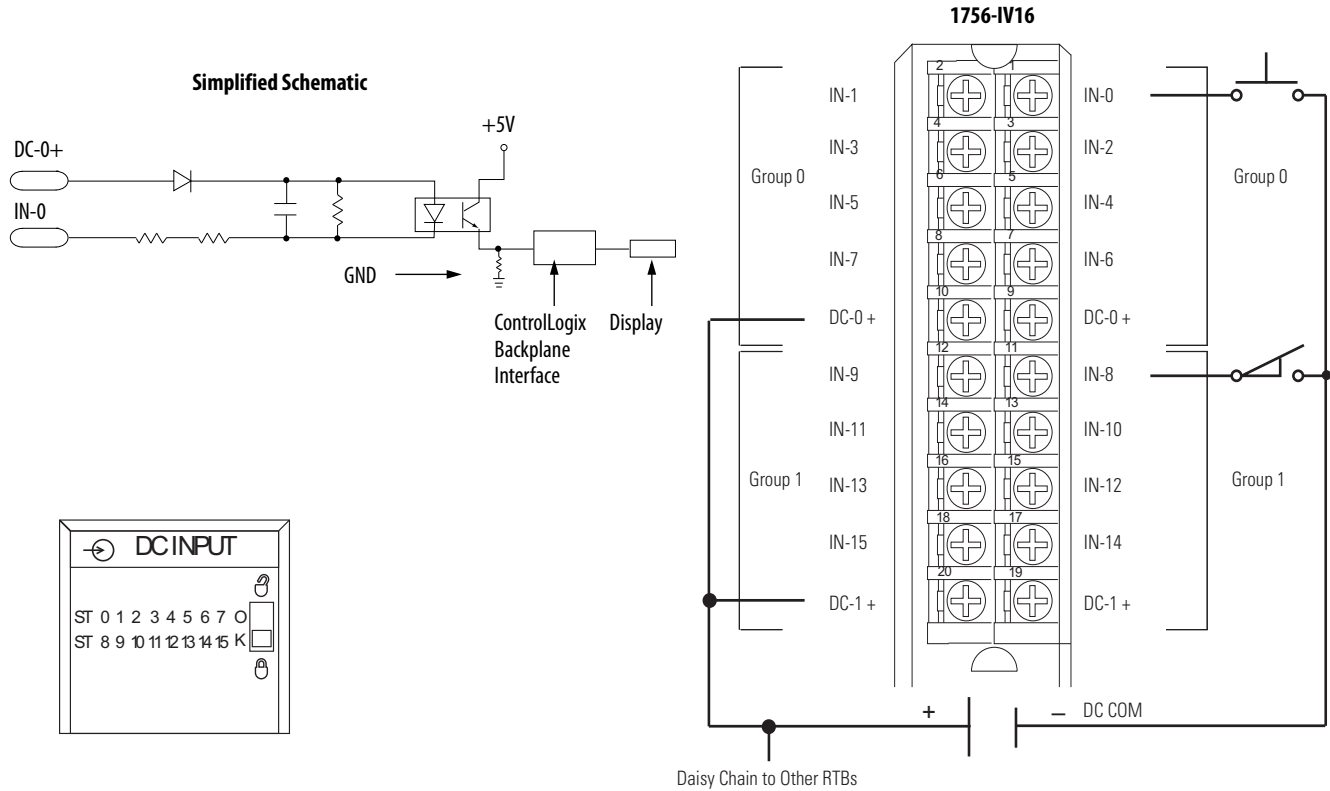 1756-IV16
Simplified Schematic
+5V
DC-0+
IN-0
GND
ControlLogix
Backplane
Interface
Display
DC INPUT
ST 0 1 2 3 4 5 6 7 O
ST 8 9 10 11 12 13 14 15 K
Group 0
Group 1
IN-1
IN-3
IN-5
IN-7
DC-0 +
IN-9
IN-11
IN-13
IN-15
DC-1 +
2 1
4 3
6 5
8 7
10 9
12 11
14 13
16 15
18 17
20 19
IN-0
IN-2
IN-4
IN-6
DC-0 +
IN-8
IN-10
IN-12
IN-14
DC-1 +
Group 0
Group 1
+ – DC COM
Daisy Chain to Other RTBs